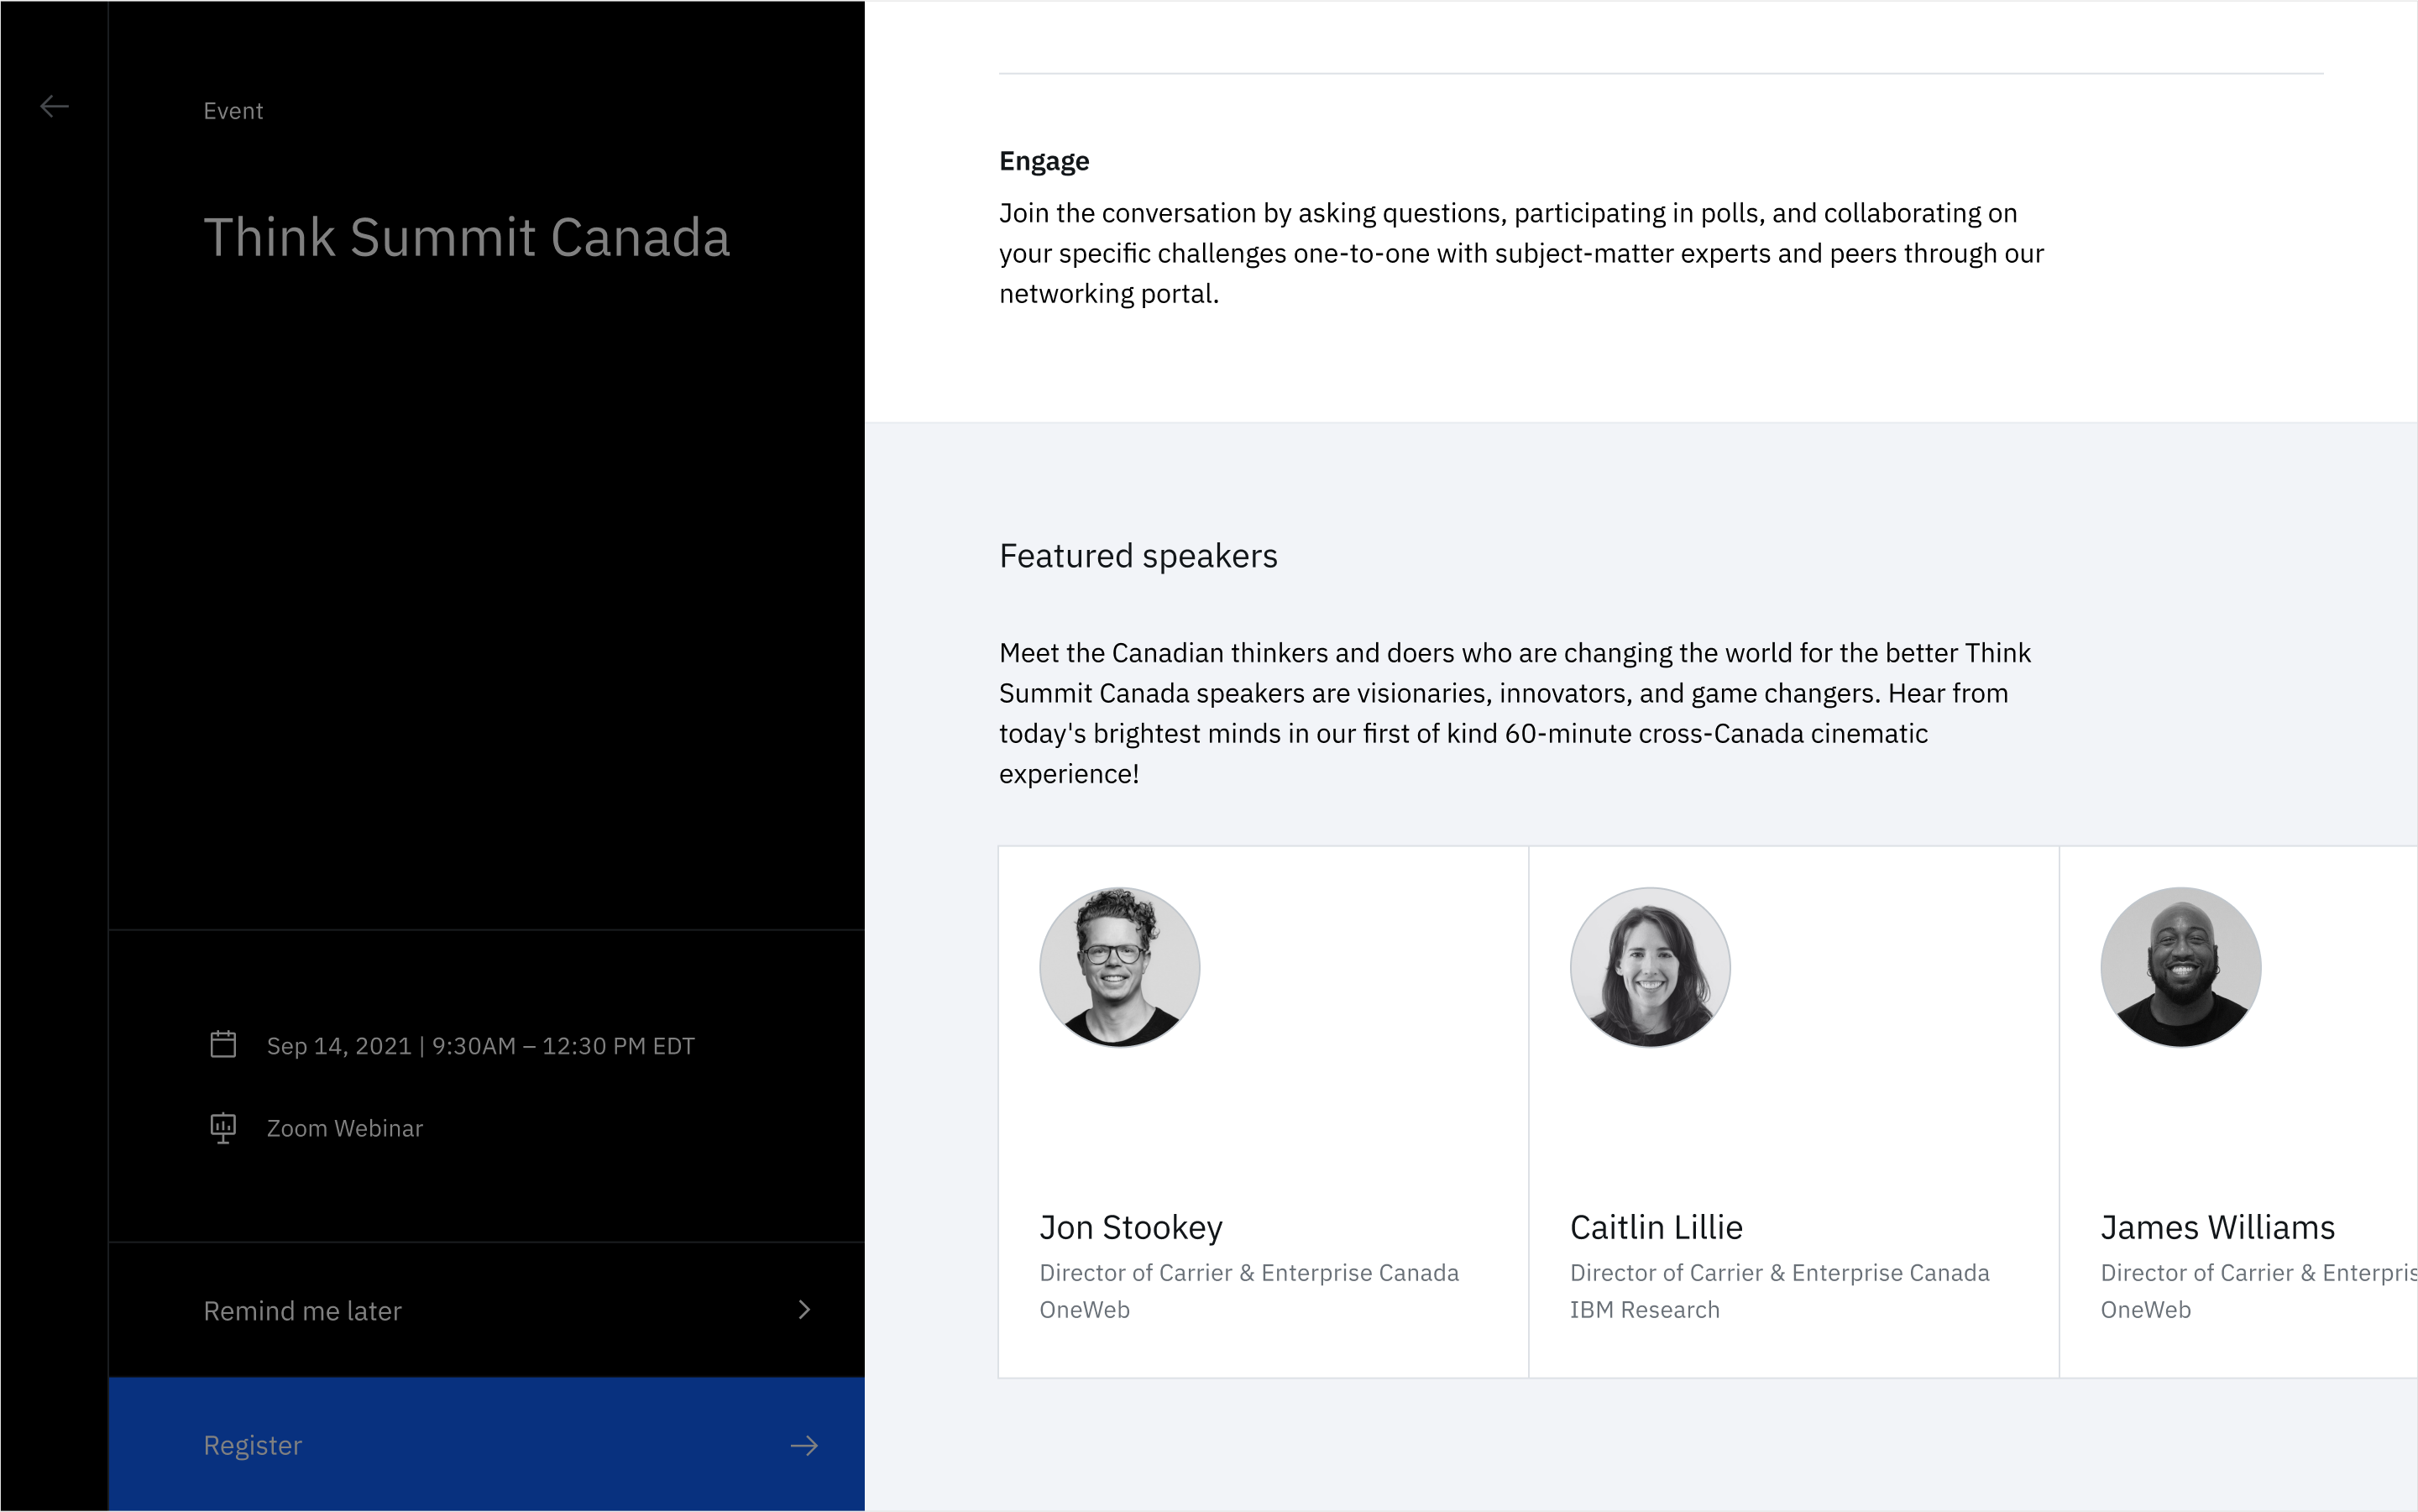 Event
Think Summit Canada
Sep 14, 2021 | 9:30AM – 12:30 PM EDT
Zoom Webinar
Remind me later
Register
Engage
Join the conversation by asking questions, participating in polls, and collaborating on
your specific challenges one-to-one with subject-matter experts and peers through our
networking portal.
Featured speakers
Meet the Canadian thinkers and doers who are changing the world for the better Think
Summit Canada speakers are visionaries, innovators, and game changers. Hear from
today's brightest minds in our first of kind 60-minute cross-Canada cinematic
experience!
Jon Stookey
Director of Carrier & Enterprise Canada
OneWeb
Caitlin Lillie
Director of Carrier & Enterprise Canada
IBM Research
James Williams
Director of Carrier & Enterpris
OneWeb